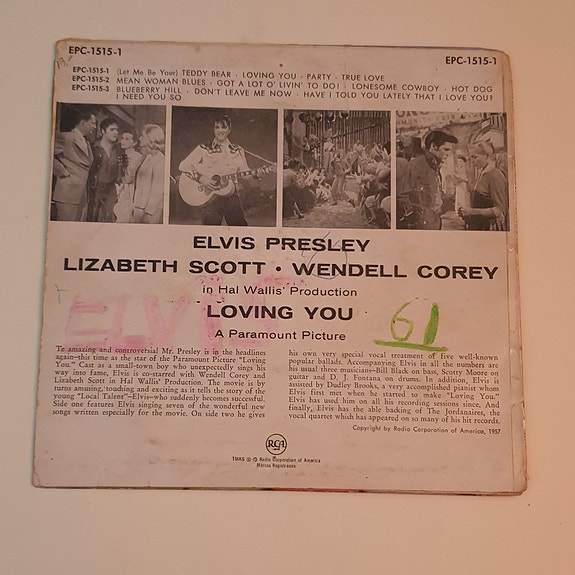 EPC-1515-1
EPC-1515-1
EPC-1515-1 (Let Me Be Your) TEDDY BEAR · LOVING YOU · PARTY · TRUE LOVE
EPC-1515-2 MEAN WOMAN BLUES · GOT A LOT O' LIVIN' TO DO! · LONESOME COWBOY · HOT DOG
EPC-1515-3 BLUEBERRY HILL · DON'T LEAVE ME NOW · HAVE I TOLD YOU LATELY THAT I LOVE YOU?
I NEED YOU SO
ELVIS PRESLEY
LIZABETH SCOTT · WENDELL COREY
in Hal Wallis' Production
LOVING YOU
A Paramount Picture
ELVIS
61
Te amazing and controversial Mr. Presley is in the headlines
again—this time as the star of the Paramount Picture "Loving
You." Cast as a small-town boy who unexpectedly sings his
way into fame, Elvis is co-starred with Wendell Corey and
Lizabeth Scott in Hal Wallis' Production. The movie is by
turns amusing, touching and exciting as it tells the story of the
young "Local Talent"—Elvis—who suddenly becomes successful.
Side one features Elvis singing seven of the wonderful new
songs written especially for the movie. On side two he gives
his own very special vocal treatment of five well-known
popular ballads. Accompanying Elvis in all the numbers are
his usual three musicians—Bill Black on bass, Scotty Moore on
guitar and D. J. Fontana on drums. In addition, Elvis is
assisted by Dudley Brooks, a very accomplished pianist whom
Elvis first met when he started to making "Loving You."
Elvis has used him on all his recording sessions since. And
finally, Elvis has the able backing of The Jordanaires, the
vocal quartet which has appeared on so many of his hit records.
Copyright by Radio Corporation of America, 1957
RCA
TMKS ® © Radio Corporation of America
Marcas Registradas